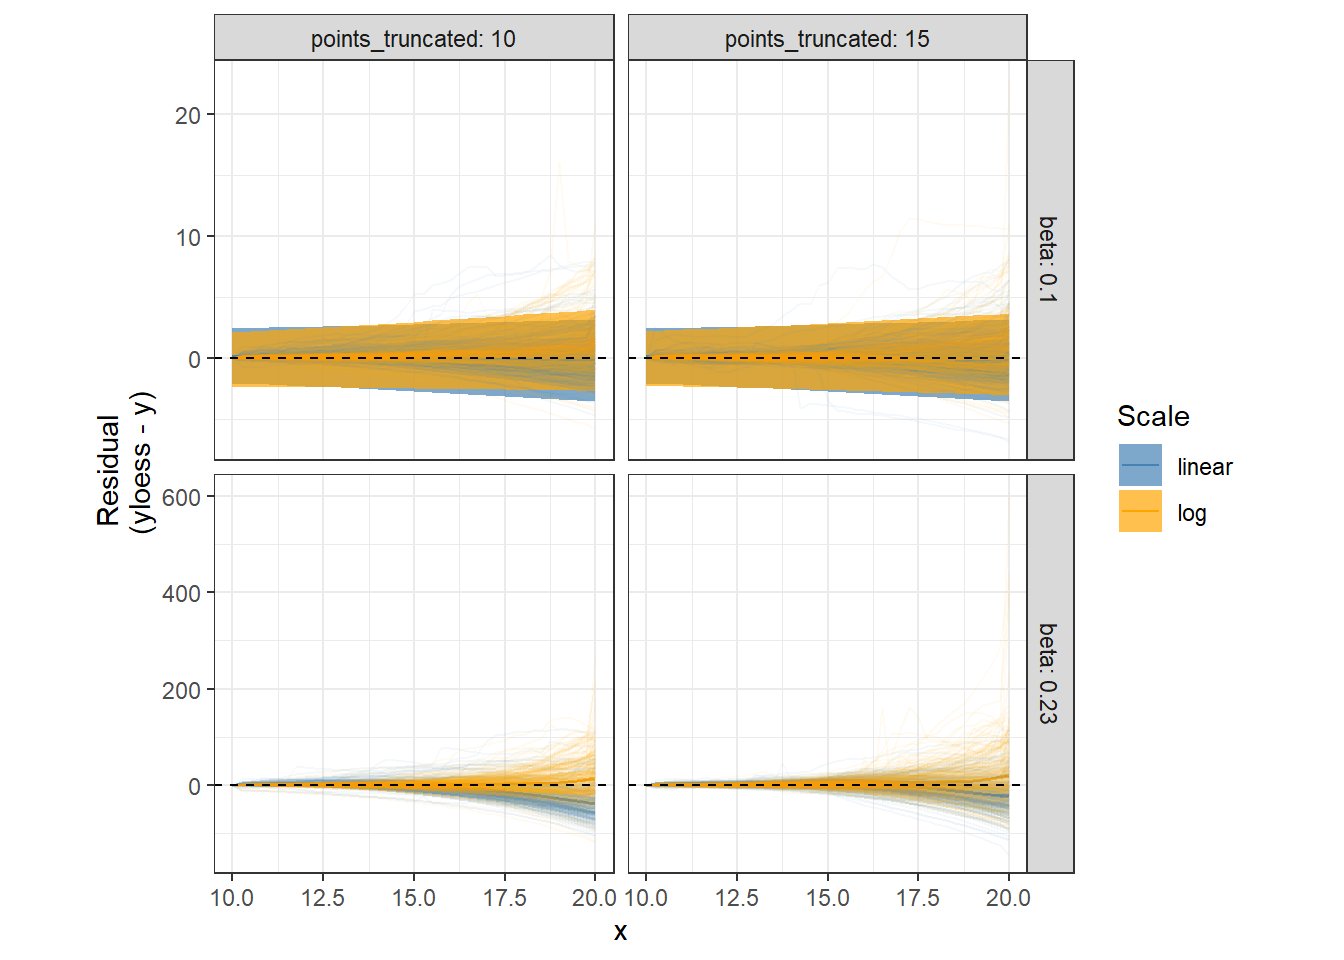 points_truncated: 10
points_truncated: 15
20
10
0
beta: 0.1
600
400
200
0
beta: 0.23
10.0 12.5 15.0 17.5 20.0
10.0 12.5 15.0 17.5 20.0
x
Residual
(yloess - y)
Scale
linear
log